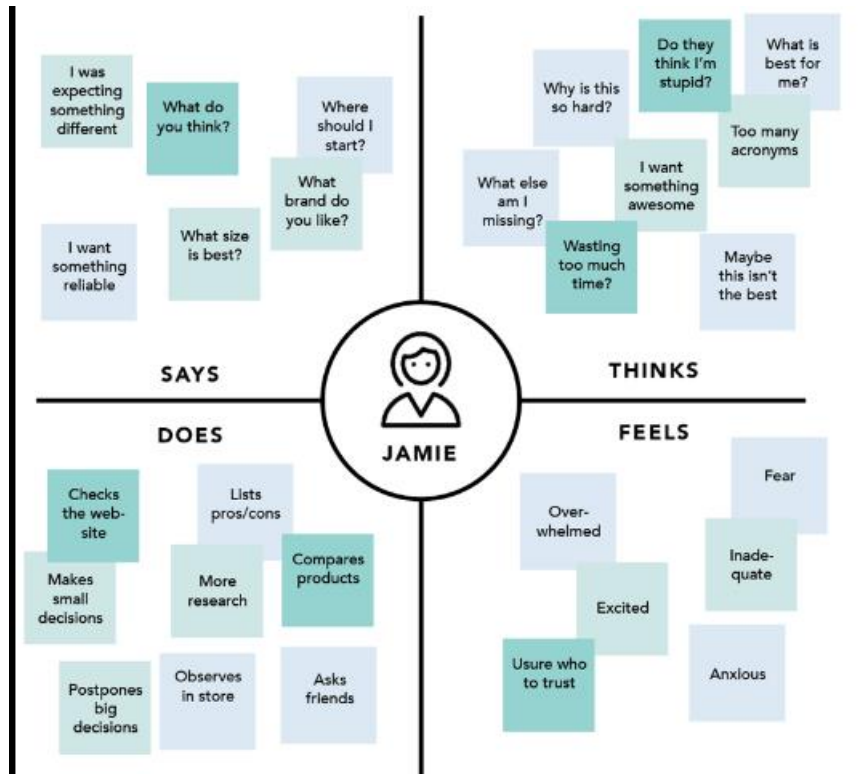 I was
expecting
something
different
What do
you think?
Where
should I
start?
What
brand do
you like?
I want
something
reliable
What size
is best?
SAYS
Why is this
so hard?
Do they
think I'm
stupid?
What is
best for
me?
Too many
acronyms
What else
am I
missing?
I want
something
awesome
Wasting
too much
time?
Maybe
this isn't
the best
THINKS
JAMIE
DOES
Checks
the web-
site
Lists
pros/cons
Makes
small
decisions
More
research
Compares
products
Postpones
big
decisions
Observes
in store
Asks
friends
FEELS
Over-
whelmed
Fear
Inade-
quate
Excited
Usure who
to trust
Anxious